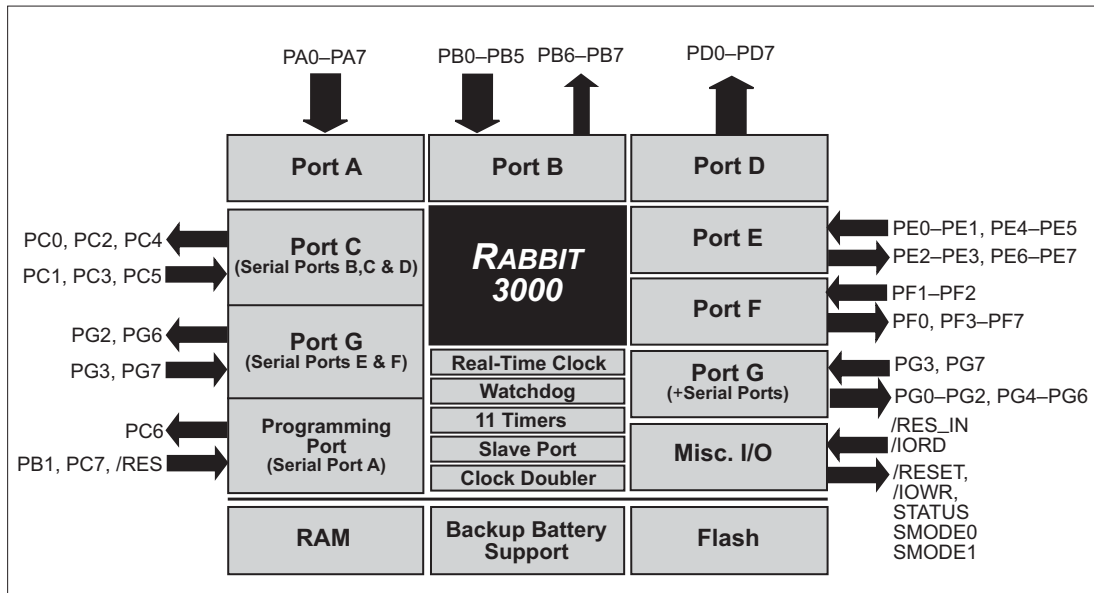 PA0–PA7
PB0–PB5
PB6–PB7
PD0–PD7
Port A
Port B
Port D
PC0, PC2, PC4
PC1, PC3, PC5
Port C
(Serial Ports B,C & D)
PG2, PG6
PG3, PG7
Port G
(Serial Ports E & F)
PC6
PB1, PC7, /RES
Programming
Port
(Serial Port A)
RABBIT
3000
Real-Time Clock
Watchdog
11 Timers
Slave Port
Clock Doubler
Port E
PE0–PE1, PE4–PE5
PE2–PE3, PE6–PE7
Port F
PF1–PF2
PF0, PF3–PF7
Port G
(+Serial Ports)
PG3, PG7
PG0–PG2, PG4–PG6
Misc. I/O
/RES_IN
/IORD
/RESET,
/IOWR,
STATUS
SMODE0
SMODE1
RAM
Backup Battery
Support
Flash